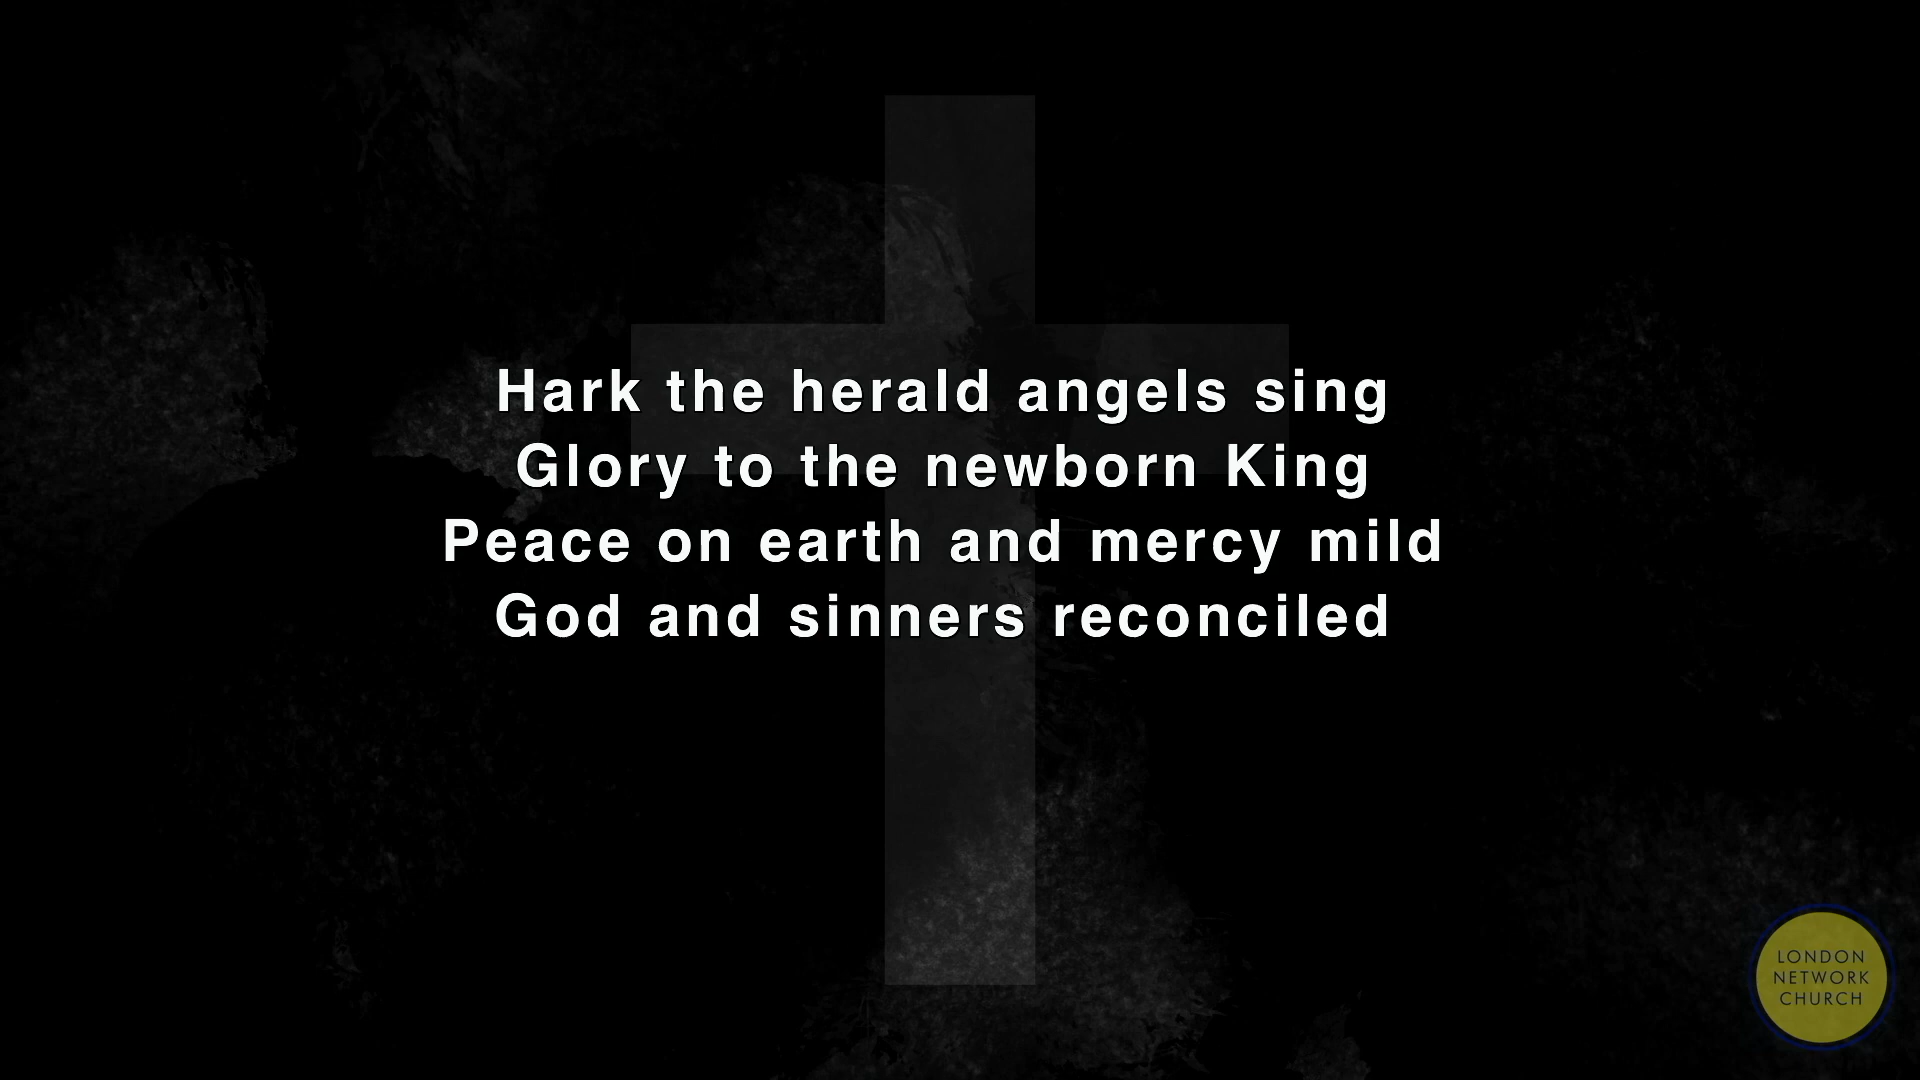 Hark the herald angels sing
Glory to the newborn King
Peace on earth and mercy mild
God and sinners reconciled
LONDON
NETWORK
CHURCH